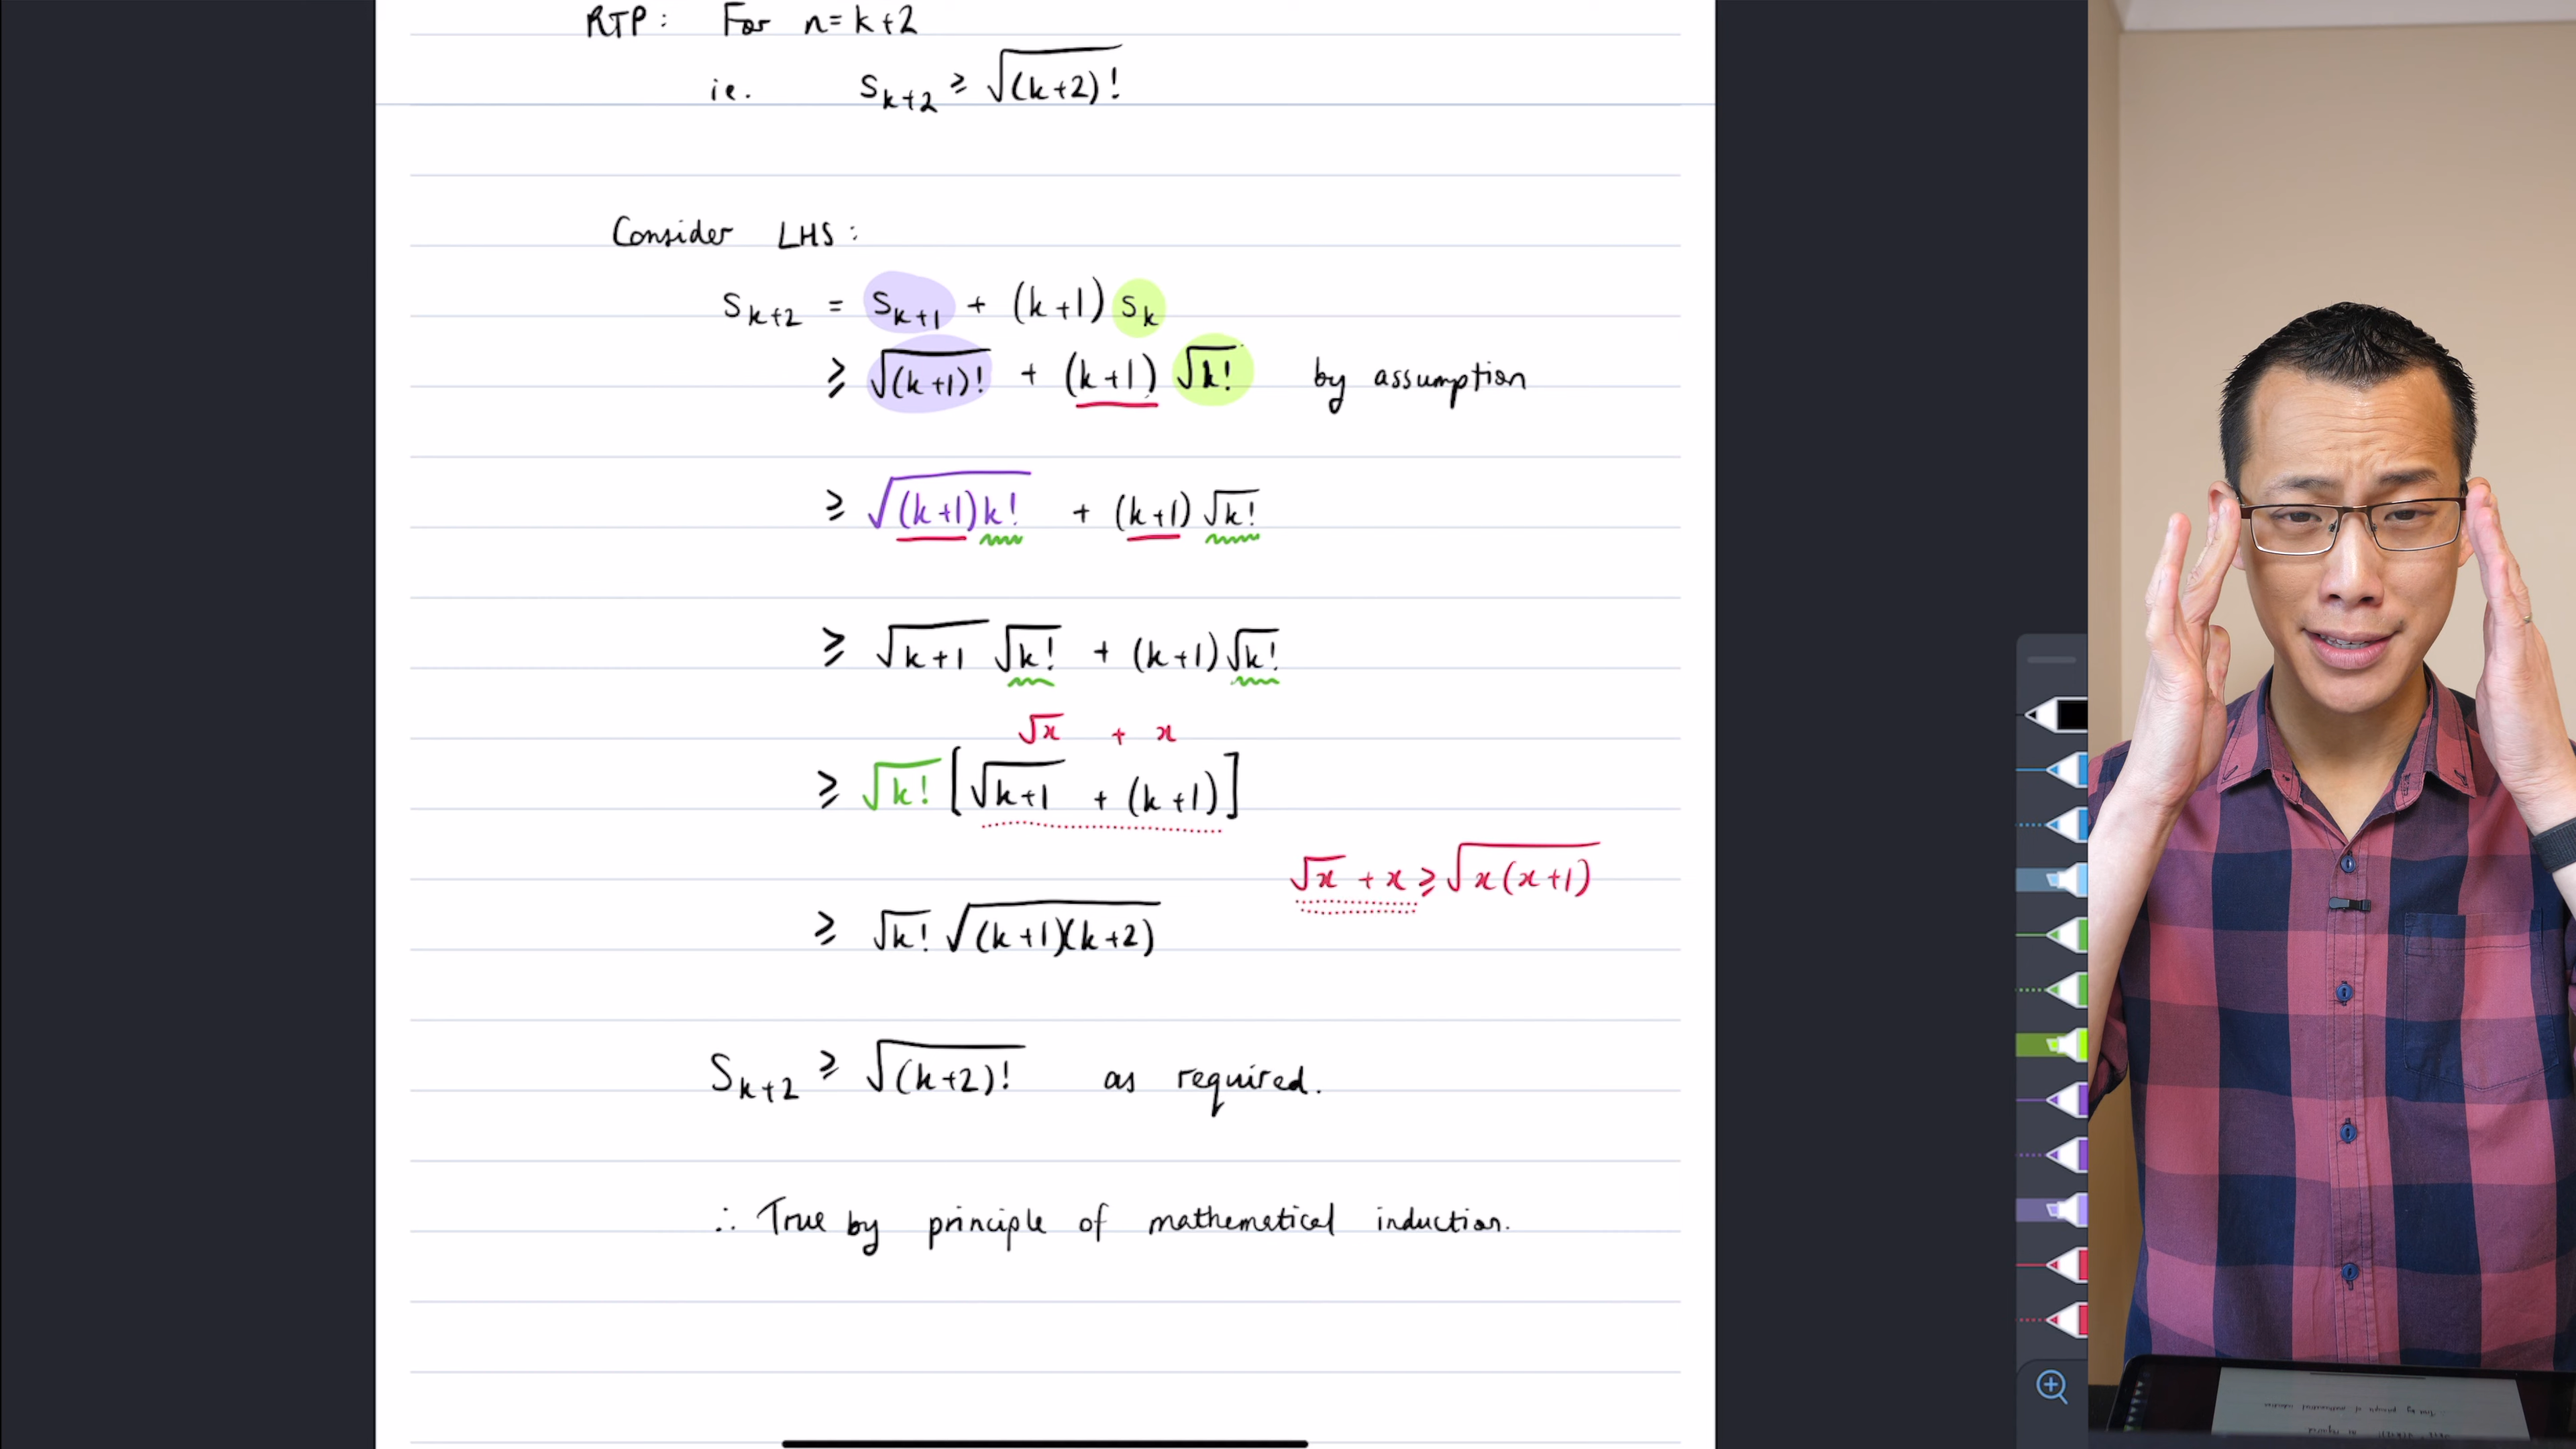 RTP: For n=k+2
ie. S_{k+2} ≥ √(k+2)!
Consider LHS:
S_{k+2} = S_{k+1} + (k+1) S_k
≥ √(k+1)! + (k+1) √k! by assumption
≥ √(k+1)k! + (k+1) √k!
≥ √k+1 √k! + (k+1) √k!
√x + x
≥ √k! [√k+1 + (k+1)]
√x + x ≥ √x(x+1)
≥ √k! √(k+1)(k+2)
S_{k+2} ≥ √(k+2)! as required.
∴ True by principle of mathematical induction.